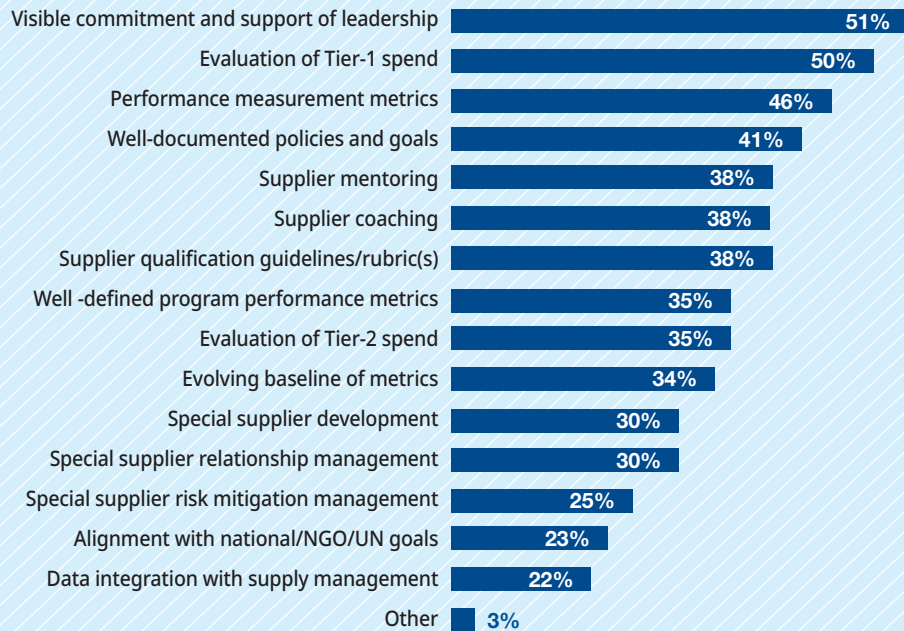 Visible commitment and support of leadership 51%
Evaluation of Tier-1 spend 50%
Performance measurement metrics 46%
Well-documented policies and goals 41%
Supplier mentoring 38%
Supplier coaching 38%
Supplier qualification guidelines/rubric(s) 38%
Well -defined program performance metrics 35%
Evaluation of Tier-2 spend 35%
Evolving baseline of metrics 34%
Special supplier development 30%
Special supplier relationship management 30%
Special supplier risk mitigation management 25%
Alignment with national/NGO/UN goals 23%
Data integration with supply management 22%
Other 3%